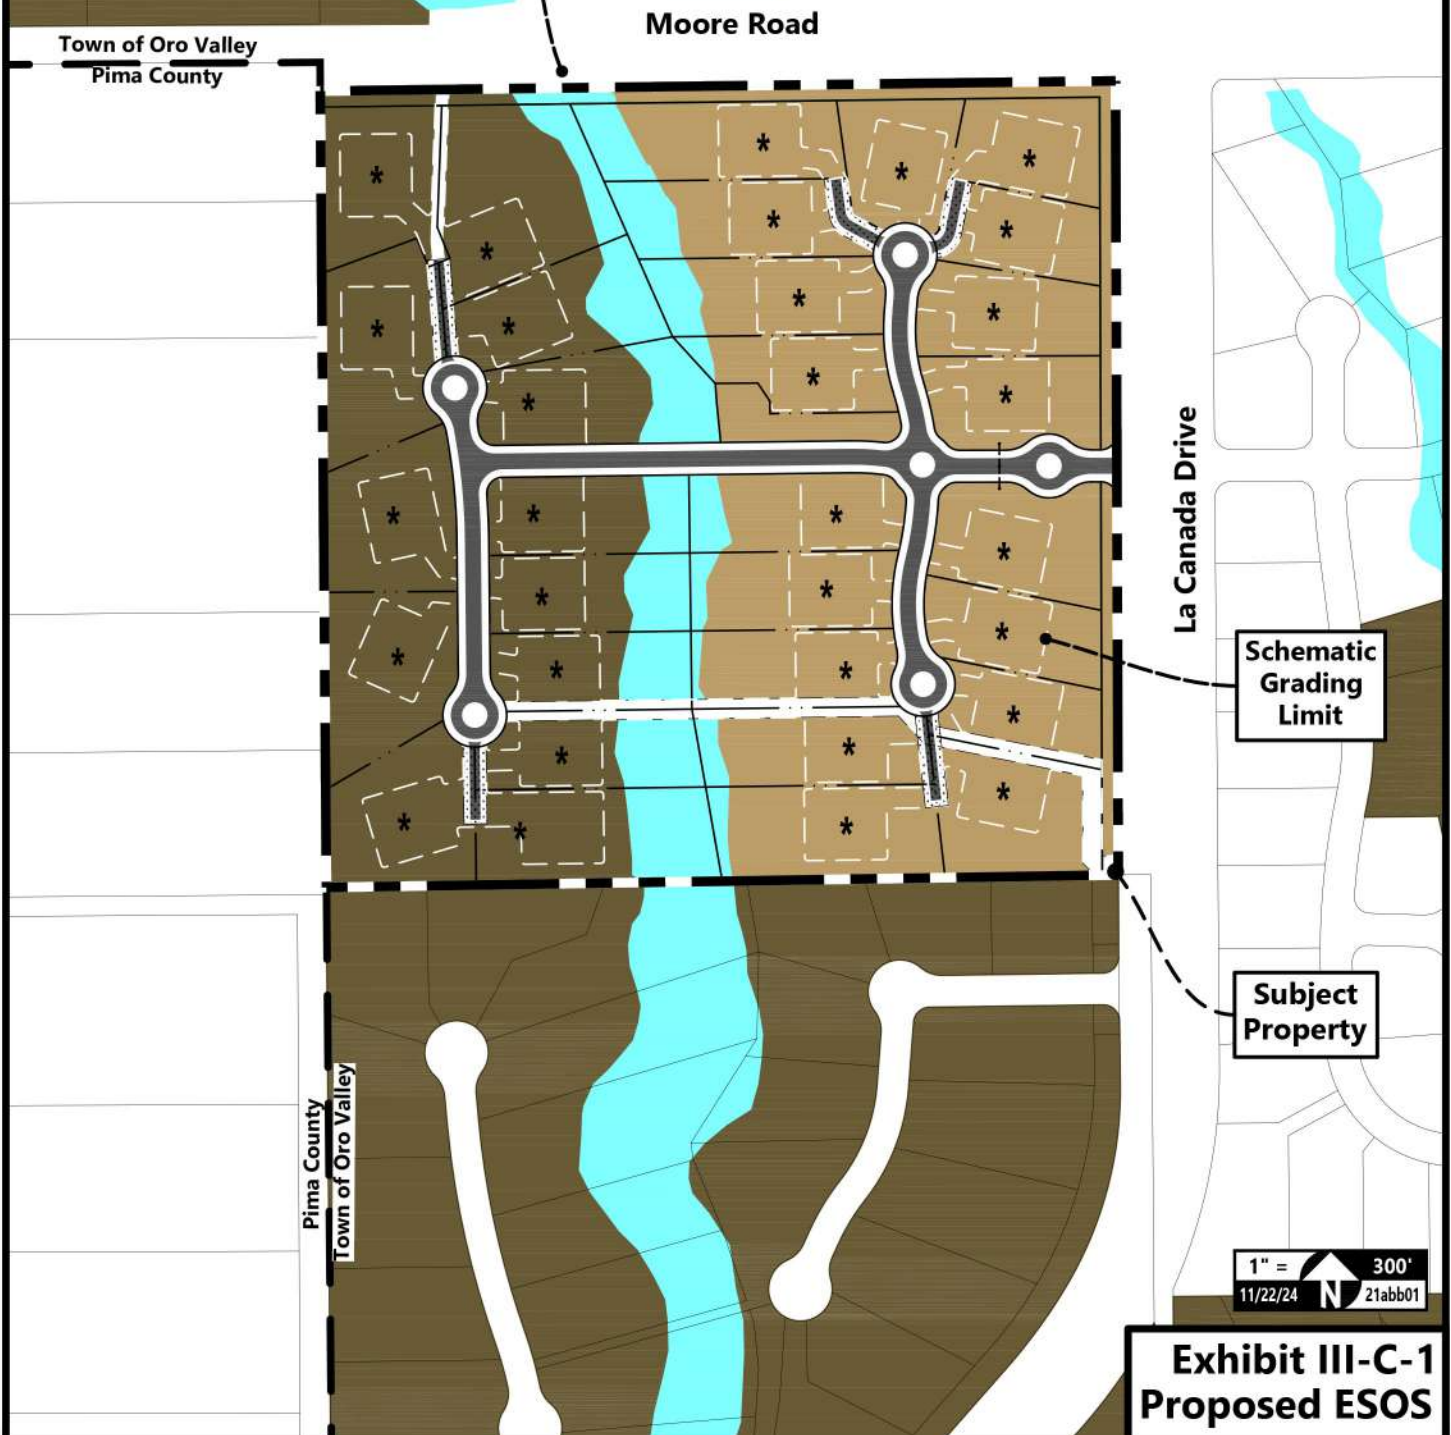 Moore Road
Town of Oro Valley
Pima County
La Canada Drive
Schematic
Grading
Limit
Subject
Property
Pima County
Town of Oro Valley
1" = 300'
11/22/24 N 21abb01
Exhibit III-C-1
Proposed ESOS